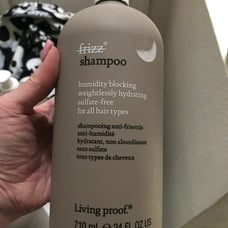 frizz
shampoo
humidity blocking
weightlessly hydrating
sulfate-free
for all hair types
shampooing anti-frisottis
anti-humidité
hydratant, non alourdissant
sans sulfate
tous types de cheveux
Living proof.®
710 mL e 24 FL OZ US